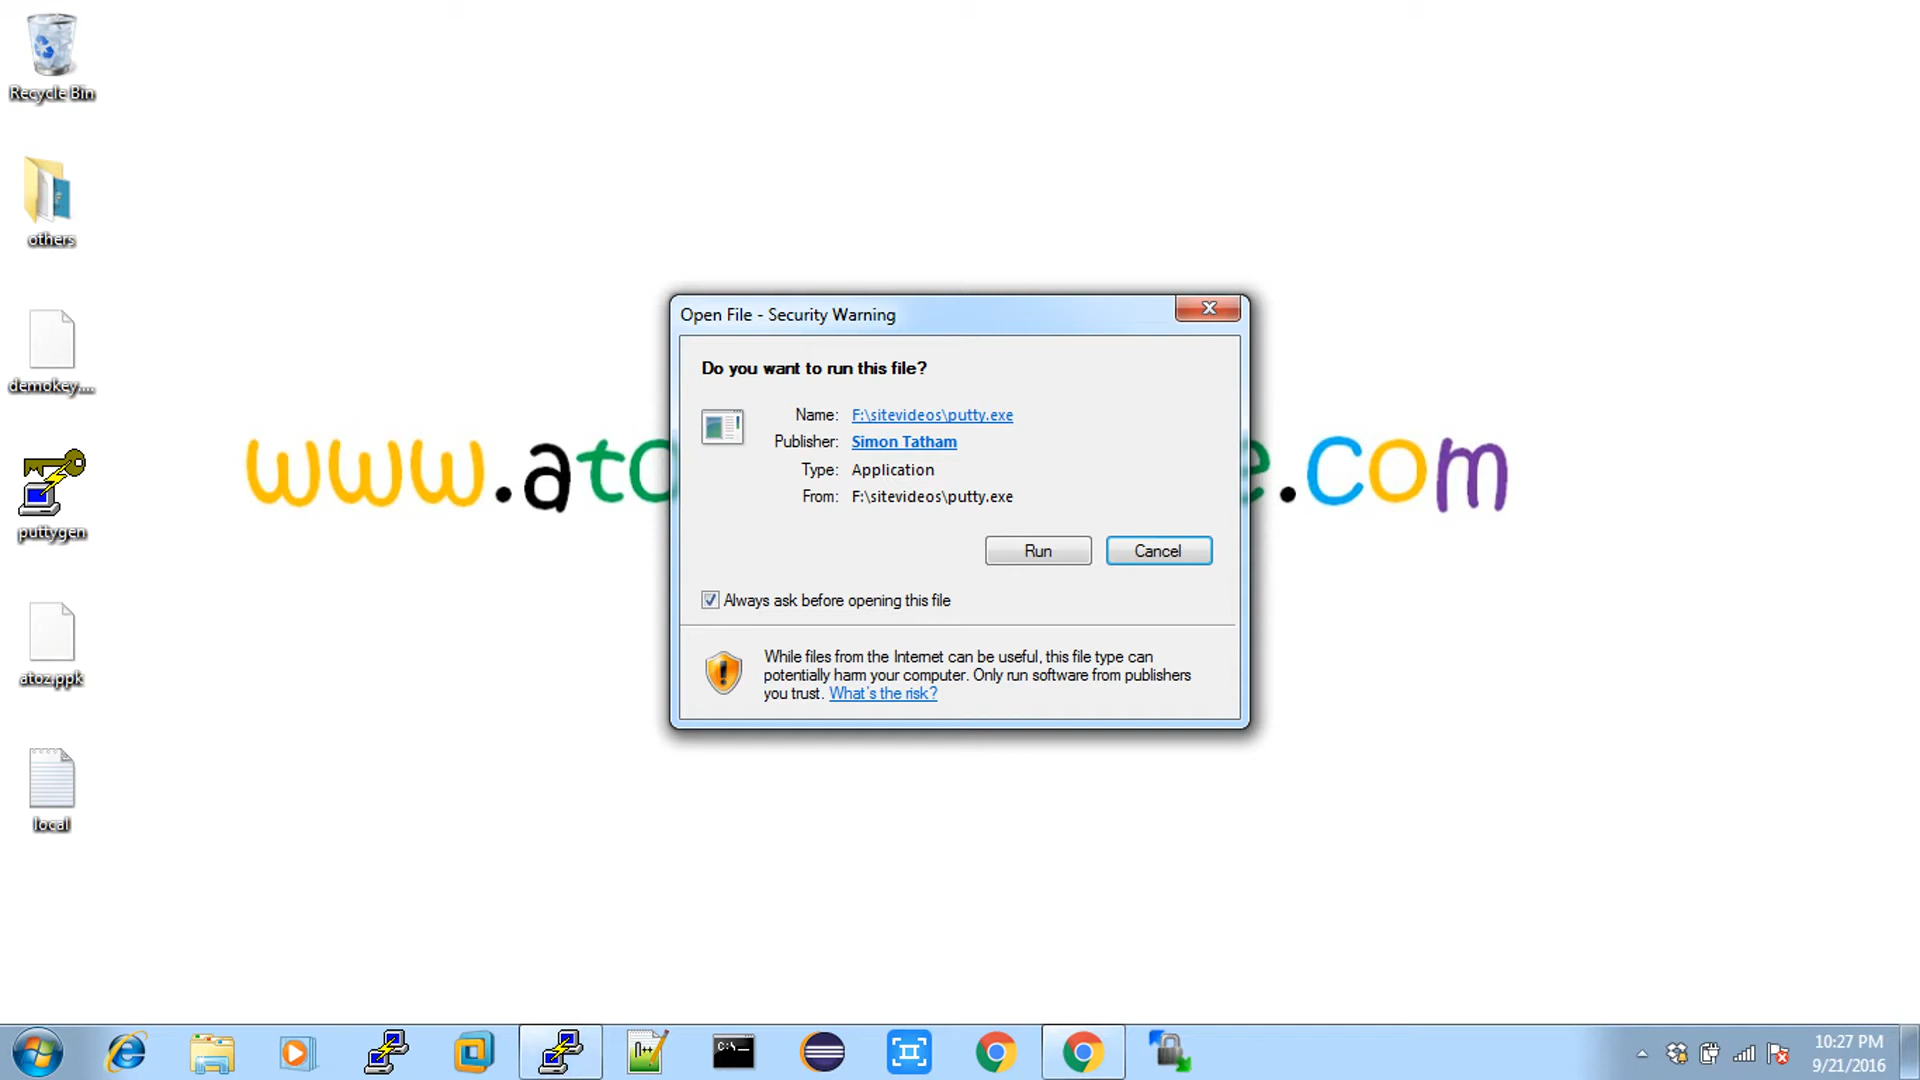 Recycle Bin
others
demokey....
puttygen
atoz.ppk
local
www.ato
e.com
Open File - Security Warning
Do you want to run this file?
Name: F:\sitevideos\putty.exe
Publisher: Simon Tatham
Type: Application
From: F:\sitevideos\putty.exe
Run
Cancel
Always ask before opening this file
While files from the Internet can be useful, this file type can
potentially harm your computer. Only run software from publishers
you trust. What's the risk?
N++
C:\
10:27 PM
9/21/2016